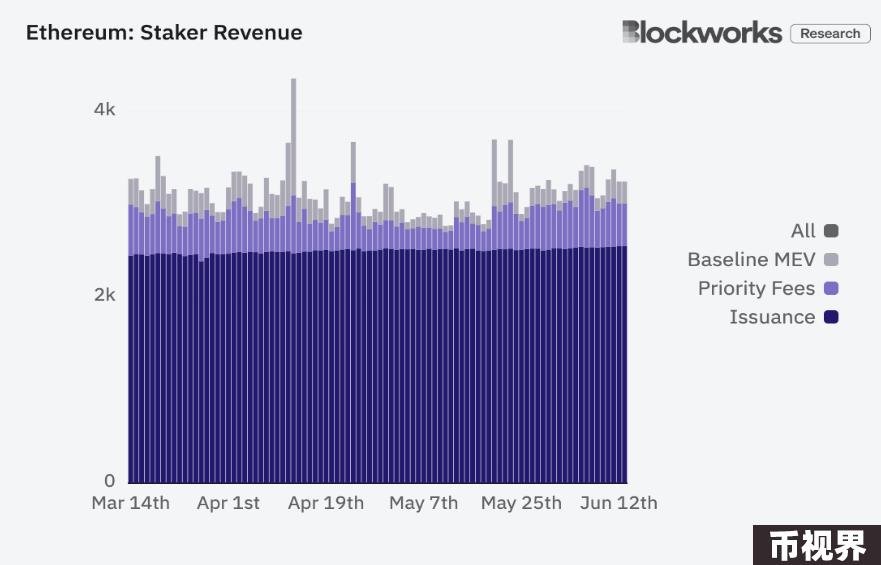 Ethereum: Staker Revenue
Blockworks Research
4k
2k
0
Mar 14th Apr 1st Apr 19th May 7th May 25th Jun 12th
All
Baseline MEV
Priority Fees
Issuance
币视界